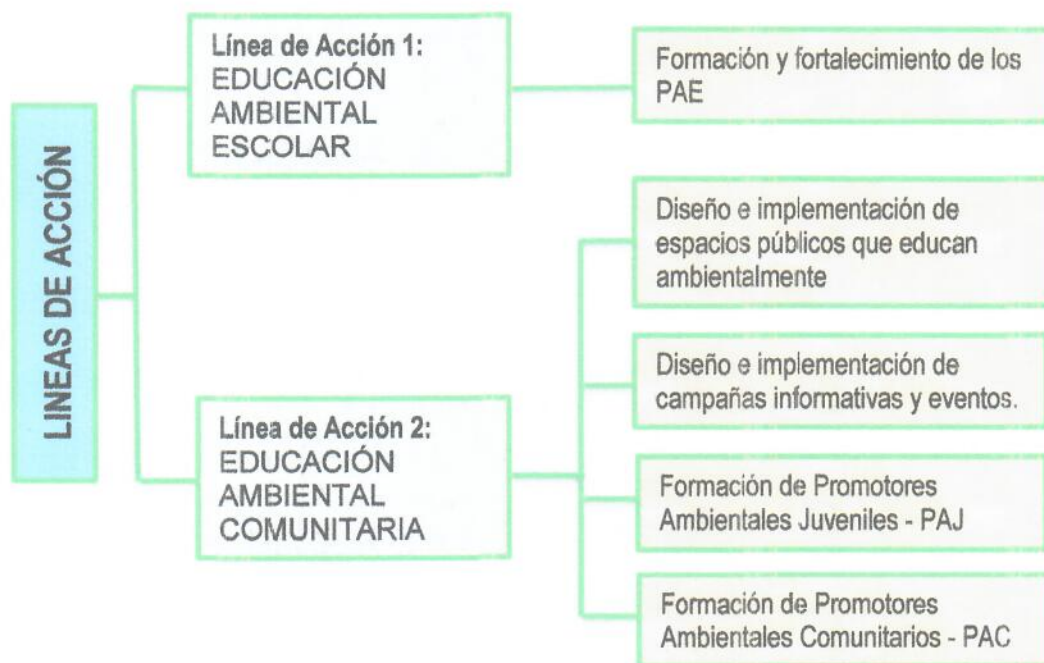 LINEAS DE ACCIÓN
Línea de Acción 1:
EDUCACIÓN
AMBIENTAL
ESCOLAR
Formación y fortalecimiento de los
PAE
Línea de Acción 2:
EDUCACIÓN
AMBIENTAL
COMUNITARIA
Diseño e implementación de
espacios públicos que educan
ambientalmente
Diseño e implementación de
campañas informativas y eventos.
Formación de Promotores
Ambientales Juveniles - PAJ
Formación de Promotores
Ambientales Comunitarios - PAC